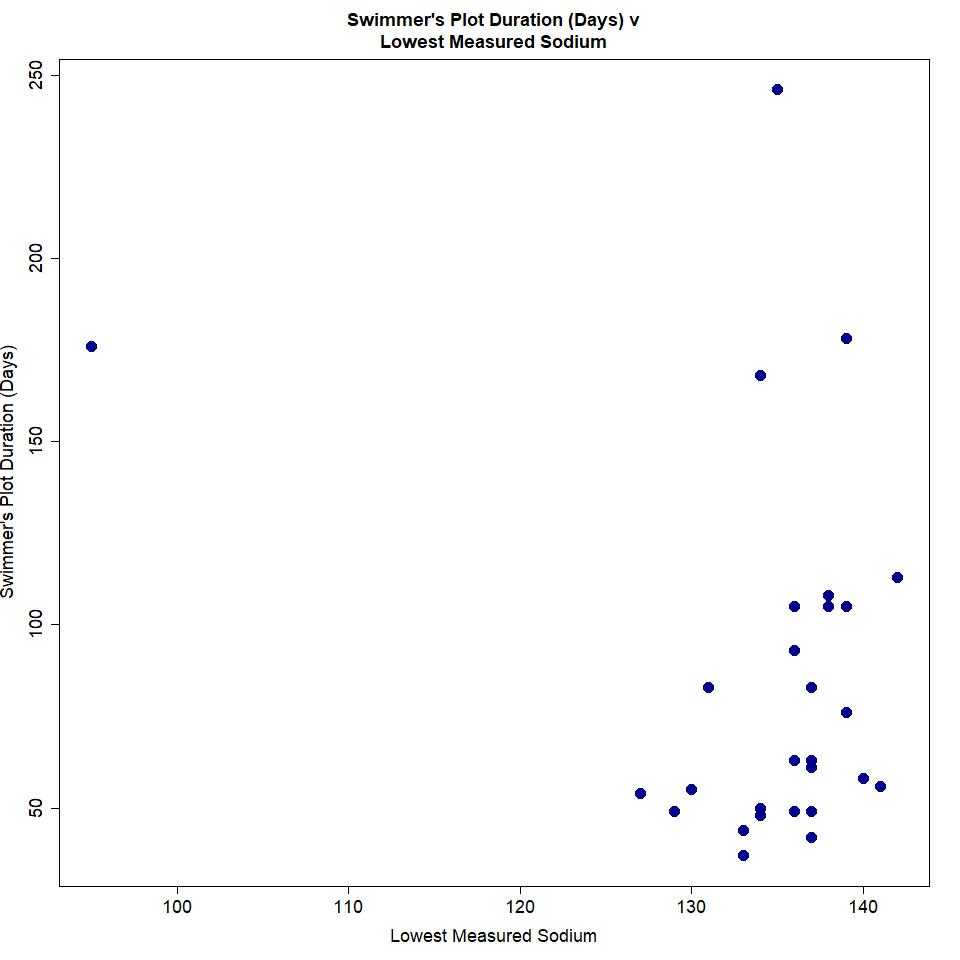 Swimmer's Plot Duration (Days) v
Lowest Measured Sodium
250
200
150
100
50
Swimmer's Plot Duration (Days)
100 110 120 130 140
Lowest Measured Sodium